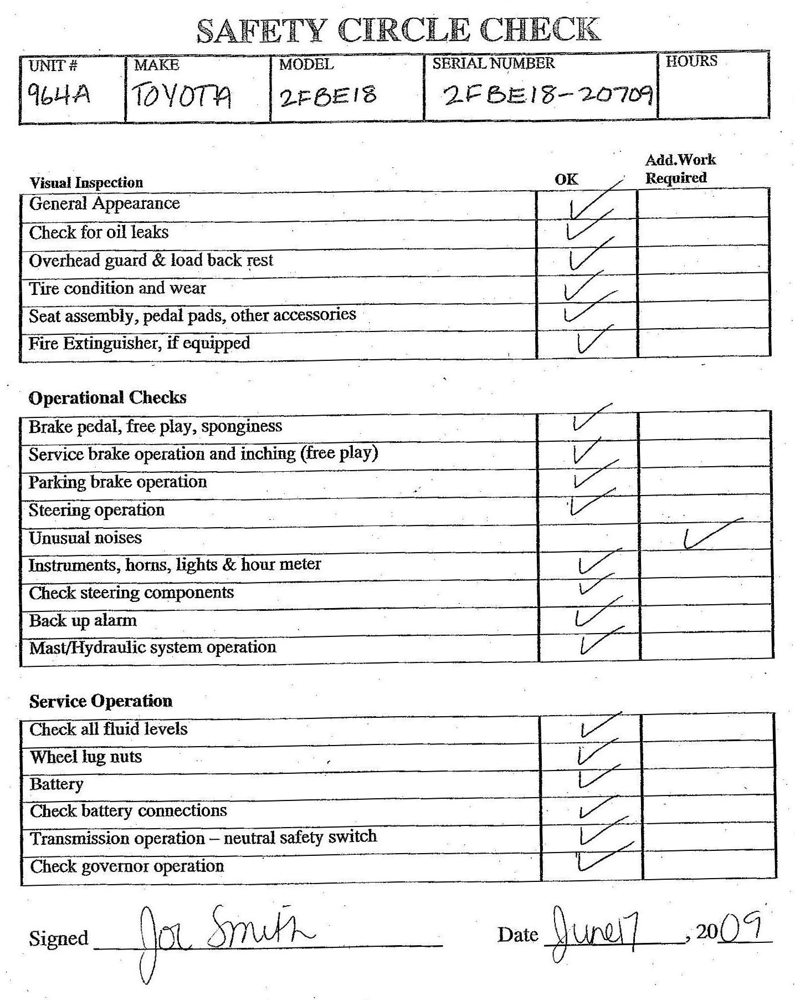 SAFETY CIRCLE CHECK
UNIT # MAKE MODEL SERIAL NUMBER HOURS
964A TOYOTA 2FBE18 2FBE18-20709
Visual Inspection OK Add.Work Required
General Appearance ✓
Check for oil leaks ✓
Overhead guard & load back rest ✓
Tire condition and wear ✓
Seat assembly, pedal pads, other accessories ✓
Fire Extinguisher, if equipped ✓
Operational Checks
Brake pedal, free play, sponginess ✓
Service brake operation and inching (free play) ✓
Parking brake operation ✓
Steering operation ✓
Unusual noises ✓
Instruments, horns, lights & hour meter ✓
Check steering components ✓
Back up alarm ✓
Mast/Hydraulic system operation ✓
Service Operation
Check all fluid levels ✓
Wheel lug nuts ✓
Battery ✓
Check battery connections ✓
Transmission operation – neutral safety switch ✓
Check governor operation ✓
Signed Joe Smith Date June 17, 2009